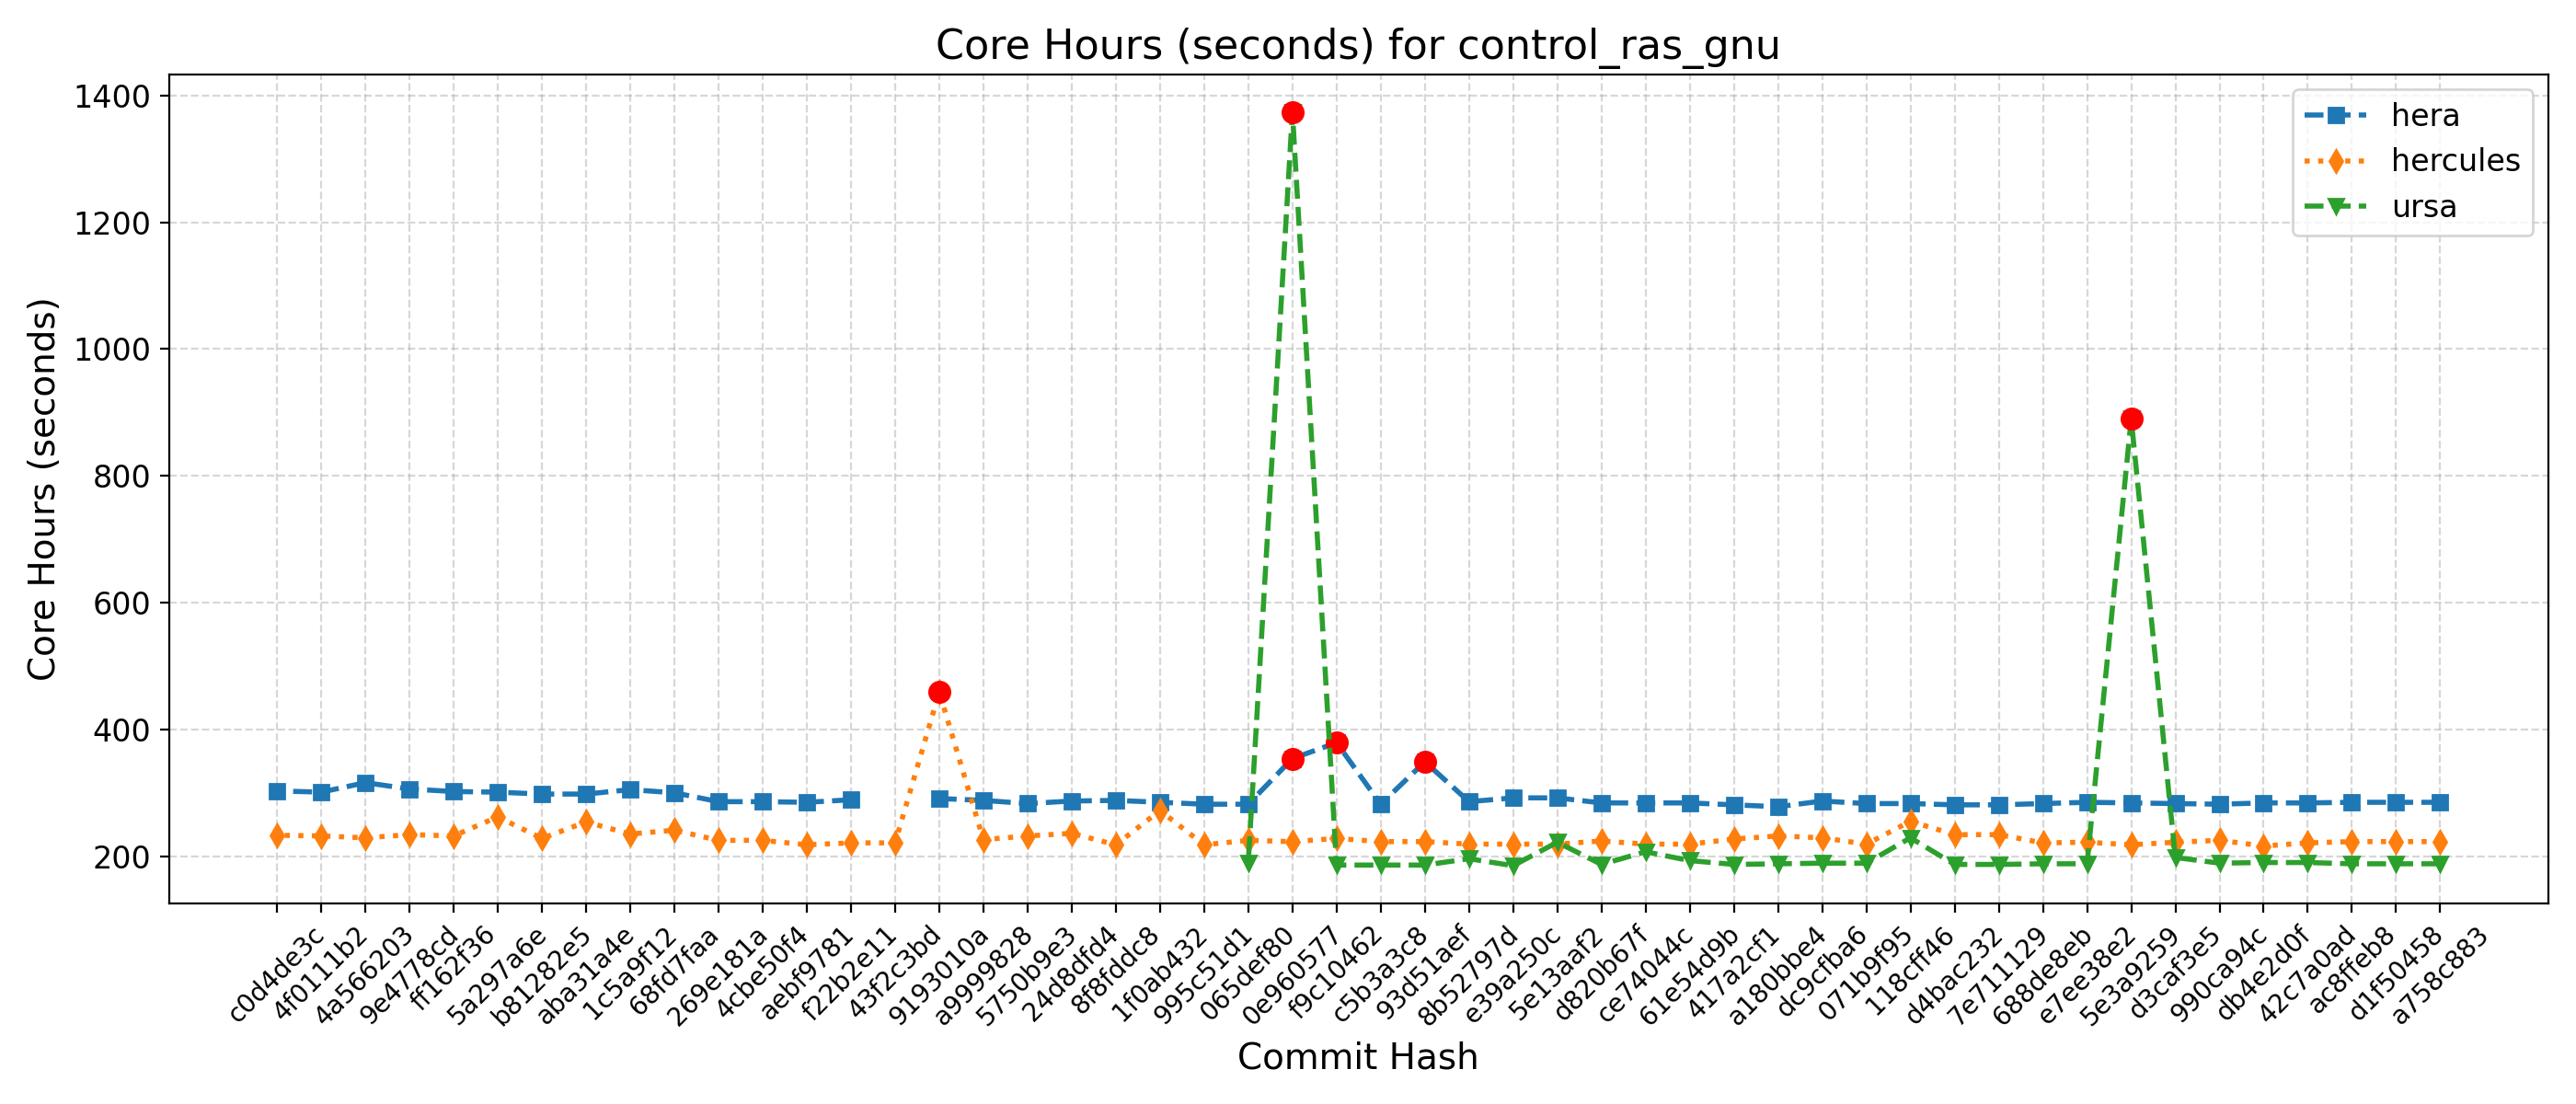 Core Hours (seconds) for control_ras_gnu
1400
1200
1000
800
600
400
200
Core Hours (seconds)
hera
hercules
ursa
c0d4de3c
4f0111b2
4a566203
9e4778cd
ff162f36
5a297a6e
b81282e5
aba31a4e
1c5a9f12
68fd7faa
269e181a
4cbe50f4
aebf9781
f22b2e11
43f2c3bd
9193010a
a9999828
5750b9e3
24d8dfd4
8f8fddc8
1f0ab432
995c51d1
065def80
0e960577
f9c10462
c5b3a3c8
93d51aef
8b52797d
e39a250c
5e13aaf2
d820b67f
ce74044c
61e54d9b
417a2cf1
a180bbe4
dc9cfba6
071b9f95
118cff46
d4bac232
7e711129
688de8eb
e7ee38e2
5e3a9259
d3caf3e5
990ca94c
db4e2d0f
42c7a0ad
ac8ffeb8
d1f50458
a758c883
Commit Hash